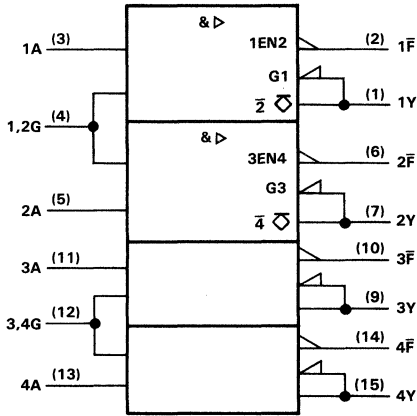 & ▷
1A (3) 1EN2 (2) 1F̅
G1
1,2G (4) 2̅ ◇̅ (1) 1Y
& ▷
3EN4 (6) 2F̅
2A (5) G3
4̅ ◇̅ (7) 2Y
3A (11) (10) 3F̅
3,4G (12) (9) 3Y
(14) 4F̅
4A (13) (15) 4Y